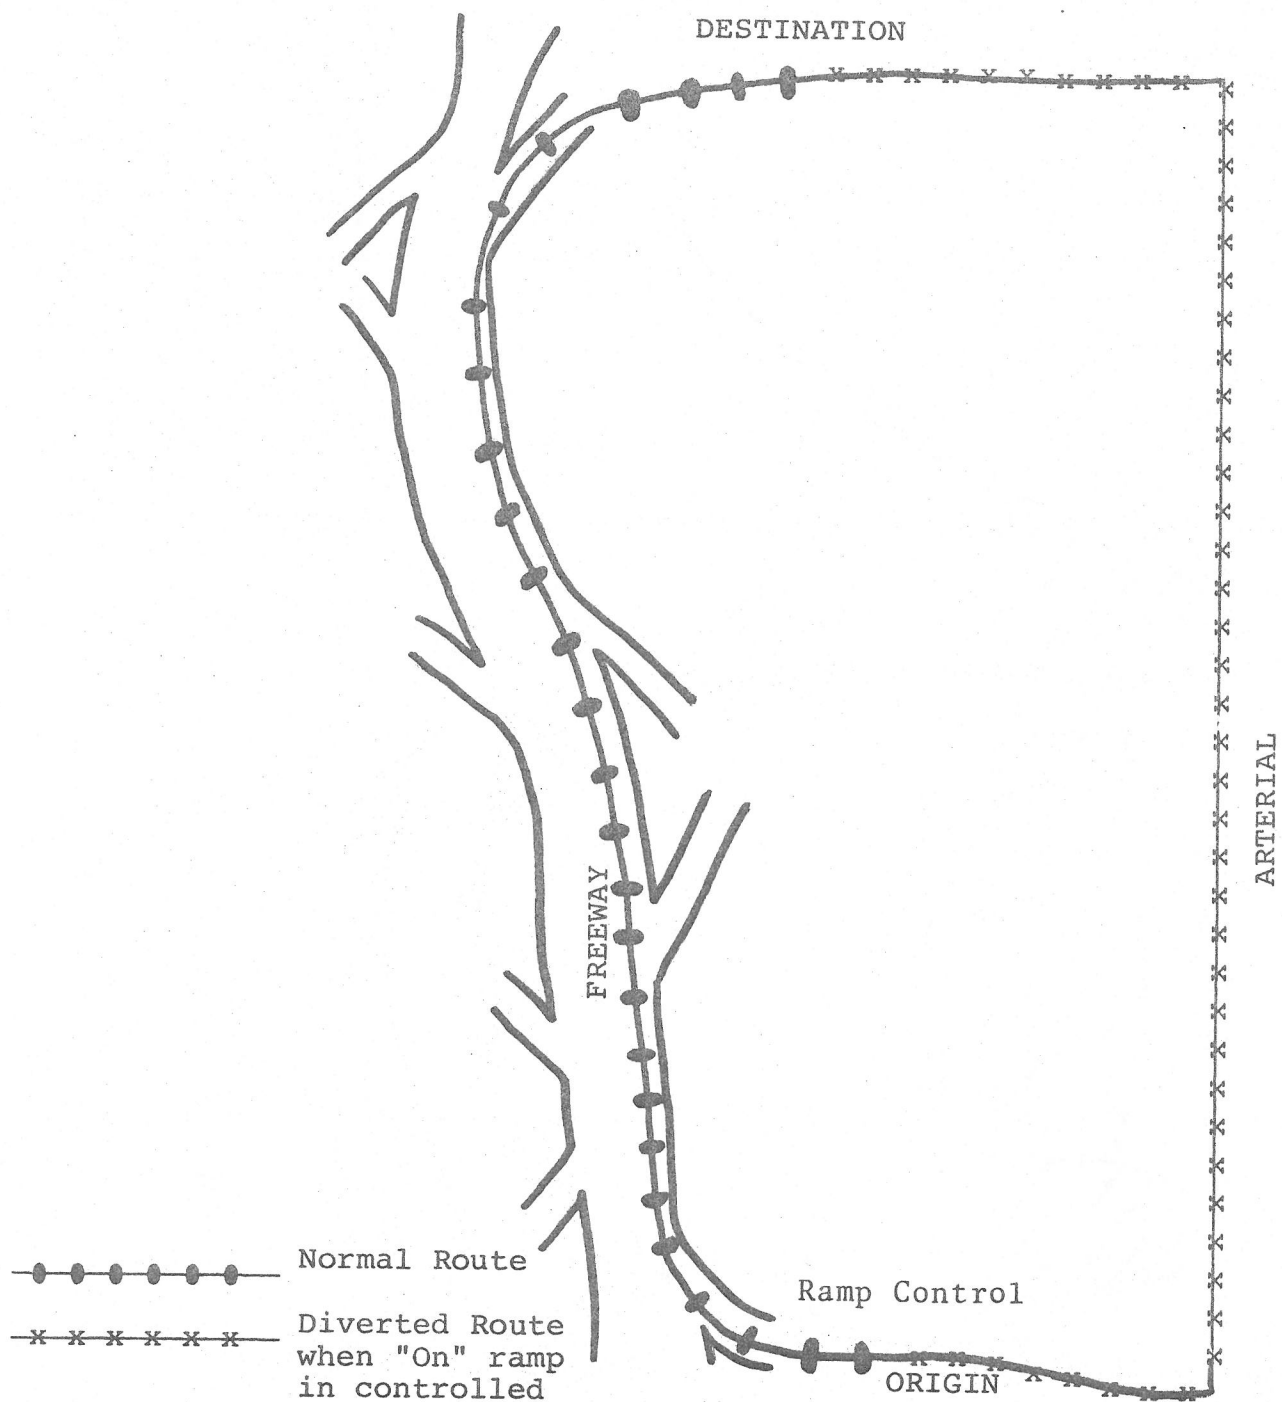 DESTINATION
ARTERIAL
FREEWAY
Normal Route
Ramp Control
Diverted Route
when "On" ramp
in controlled
ORIGIN